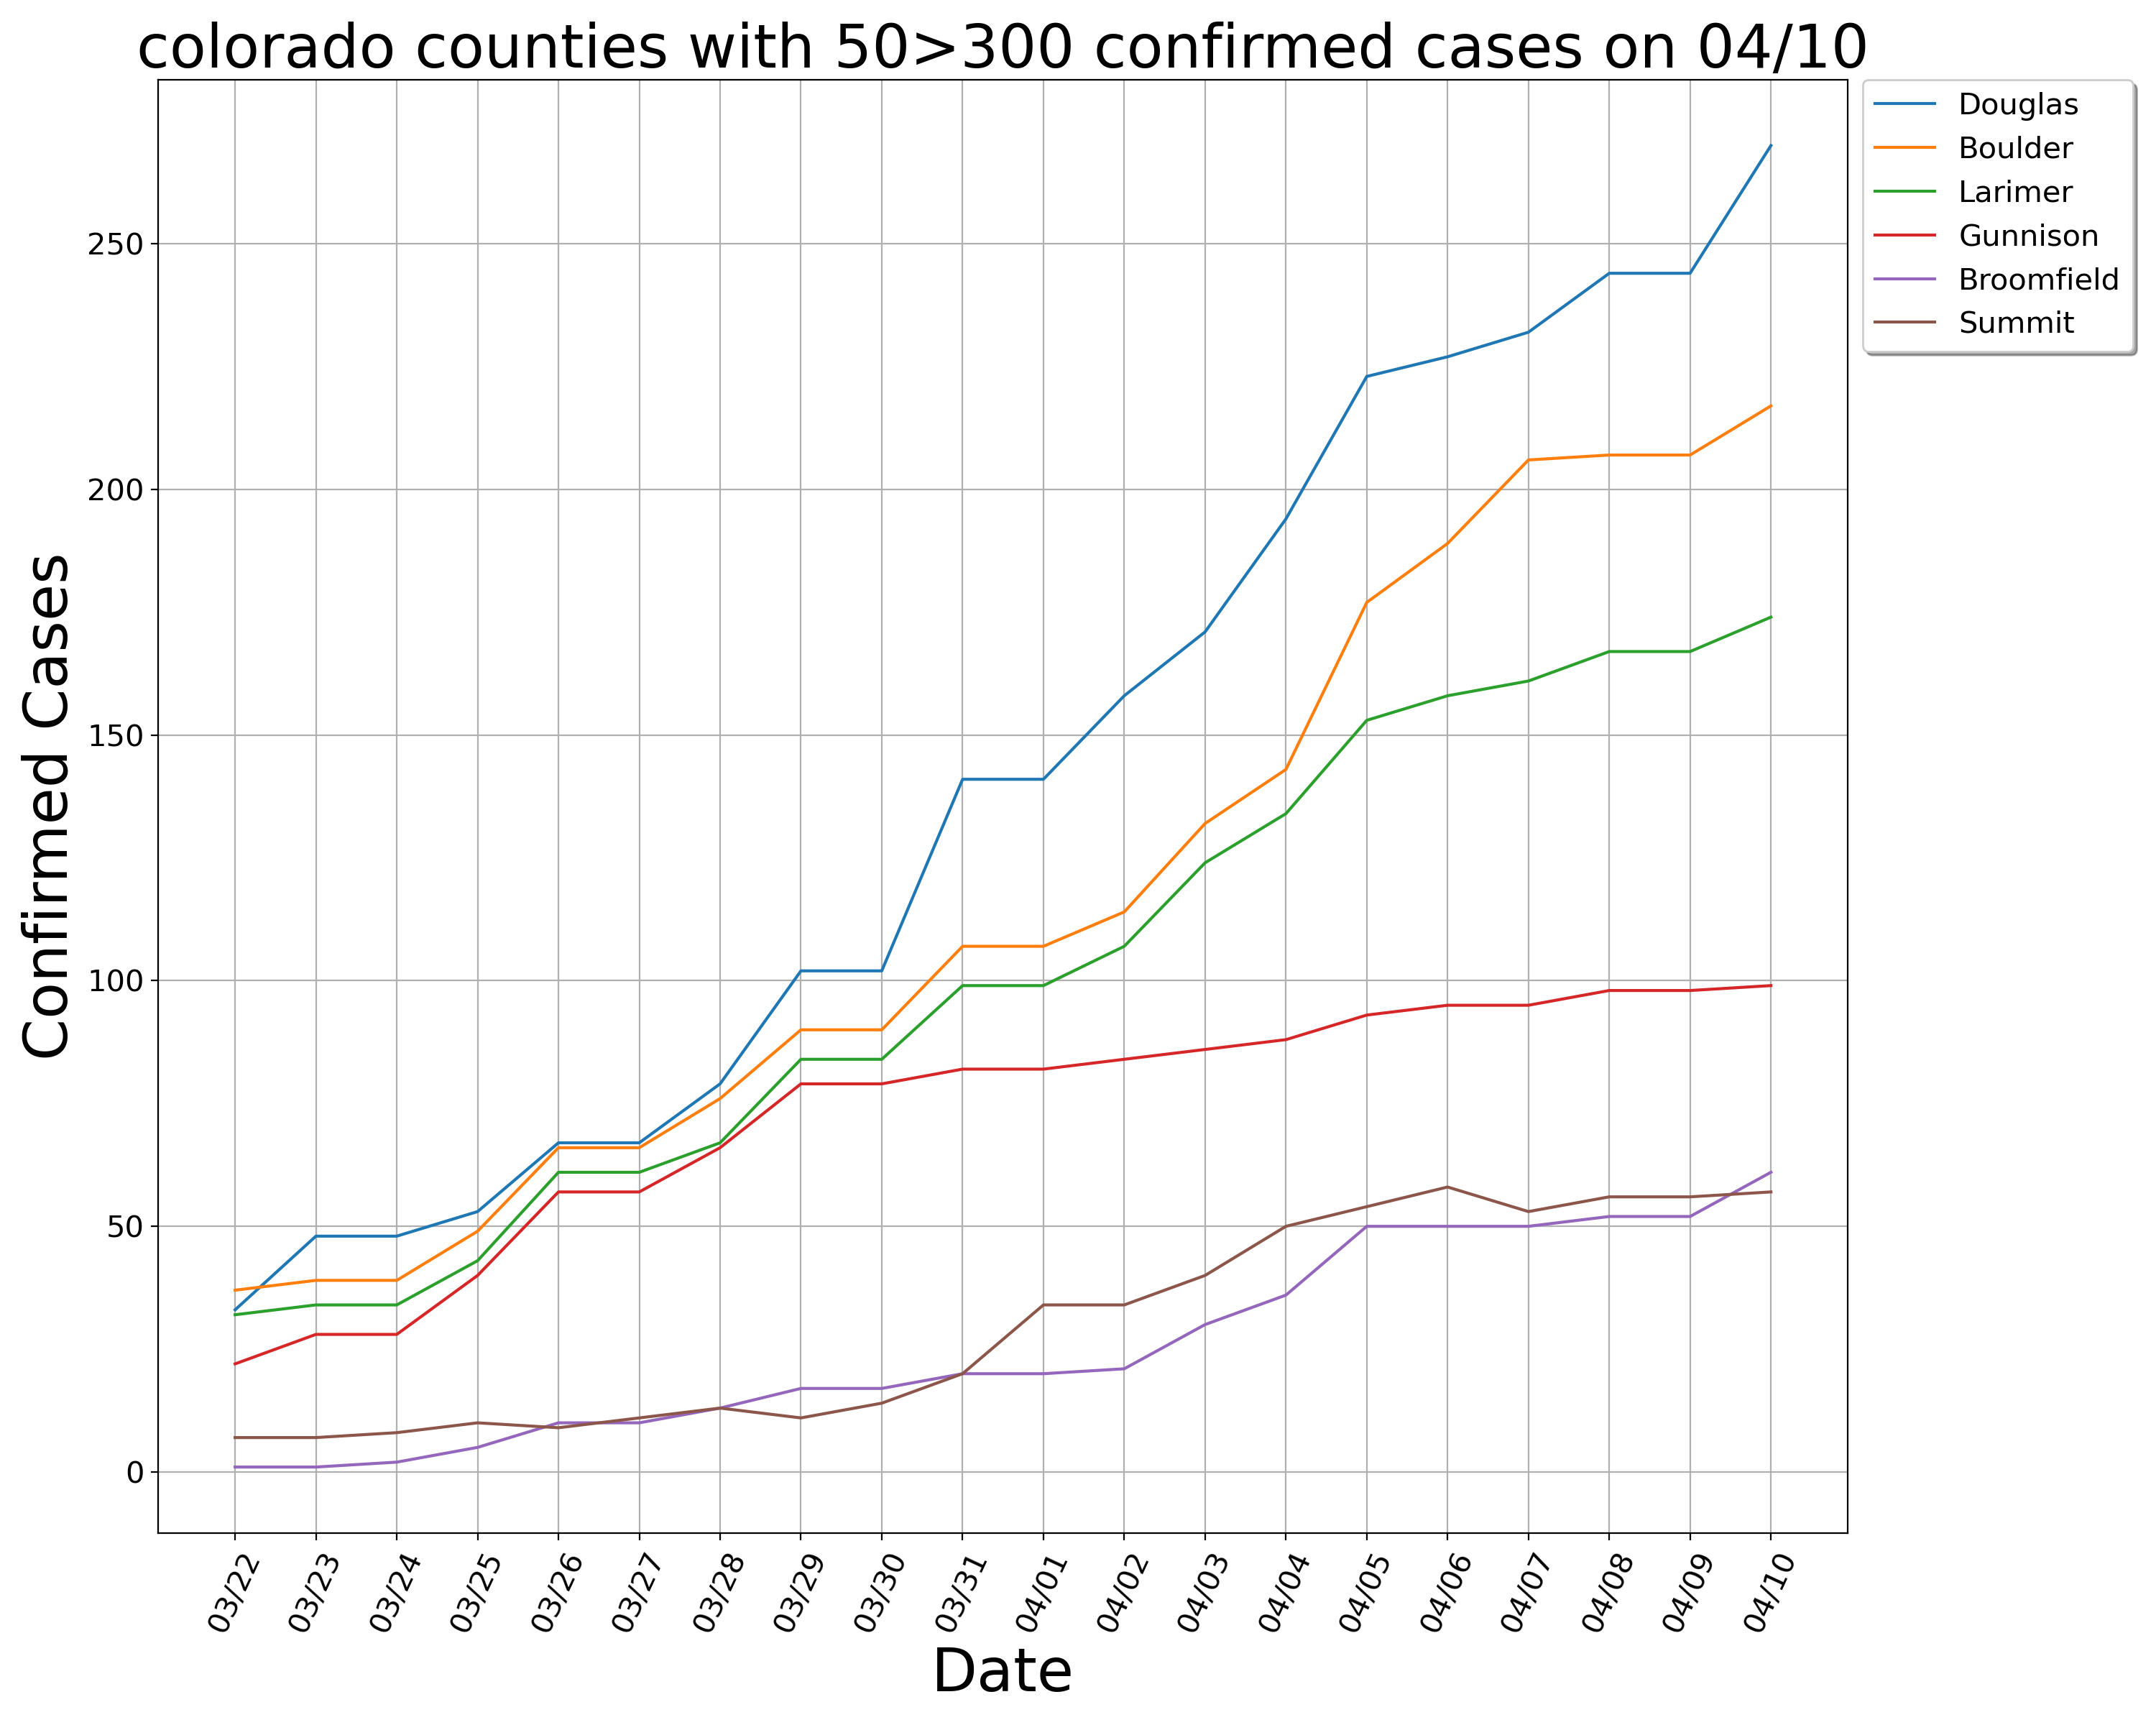 colorado counties with 50>300 confirmed cases on 04/10
Douglas
Boulder
Larimer
Gunnison
Broomfield
Summit
Confirmed Cases
250
200
150
100
50
0
03/22
03/23
03/24
03/25
03/26
03/27
03/28
03/29
03/30
03/31
04/01
04/02
04/03
04/04
04/05
04/06
04/07
04/08
04/09
04/10
Date